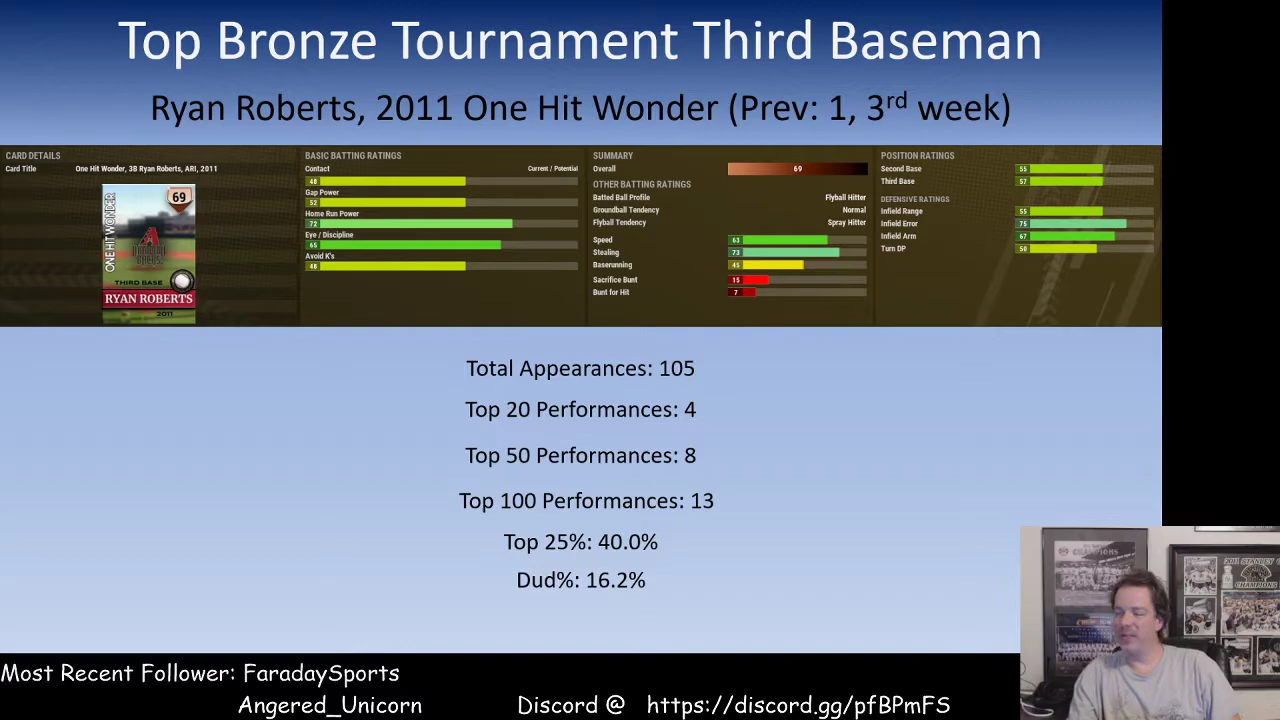 Top Bronze Tournament Third Baseman
Ryan Roberts, 2011 One Hit Wonder (Prev: 1, 3rd week)
CARD DETAILS
Card Title One Hit Wonder, 3B Ryan Roberts, ARI, 2011
69
ONE HIT WONDER
THIRD BASE
RYAN ROBERTS
2011
BASIC BATTING RATINGS
Contact Current / Potential
48
Gap Power
52
Home Run Power
72
Eye / Discipline
65
Avoid K's
48
SUMMARY
Overall 69
OTHER BATTING RATINGS
Batted Ball Profile Flyball Hitter
Groundball Tendency Normal
Flyball Tendency Spray Hitter
Speed 63
Stealing 73
Baserunning 45
Sacrifice Bunt 15
Bunt for Hit 7
POSITION RATINGS
Second Base 55
Third Base 57
DEFENSIVE RATINGS
Infield Range 55
Infield Error 75
Infield Arm 67
Turn DP 50
Total Appearances: 105
Top 20 Performances: 4
Top 50 Performances: 8
Top 100 Performances: 13
Top 25%: 40.0%
Dud%: 16.2%
Most Recent Follower: FaradaySports
Angered_Unicorn Discord @ https://discord.gg/pfBPmFS
2011 STANLEY C
CHAMPIONS